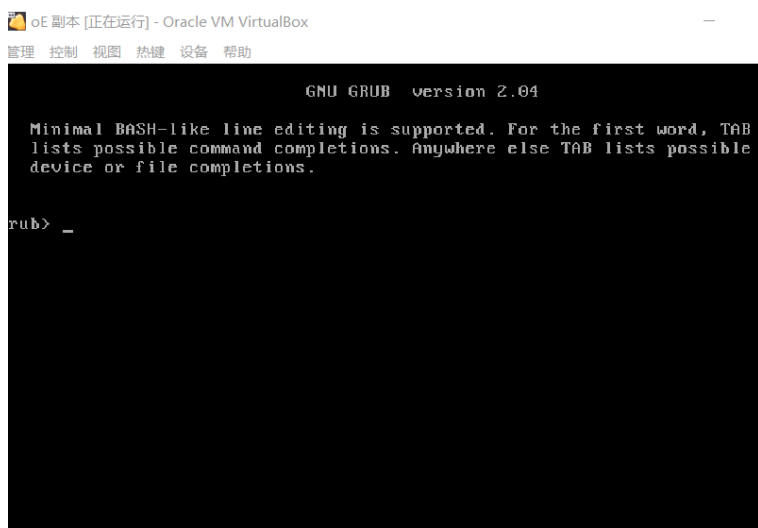 oE 副本 [正在运行] - Oracle VM VirtualBox
管理 控制 视图 热键 设备 帮助
GNU GRUB version 2.04
Minimal BASH-like line editing is supported. For the first word, TAB
lists possible command completions. Anywhere else TAB lists possible
device or file completions.
rub> _